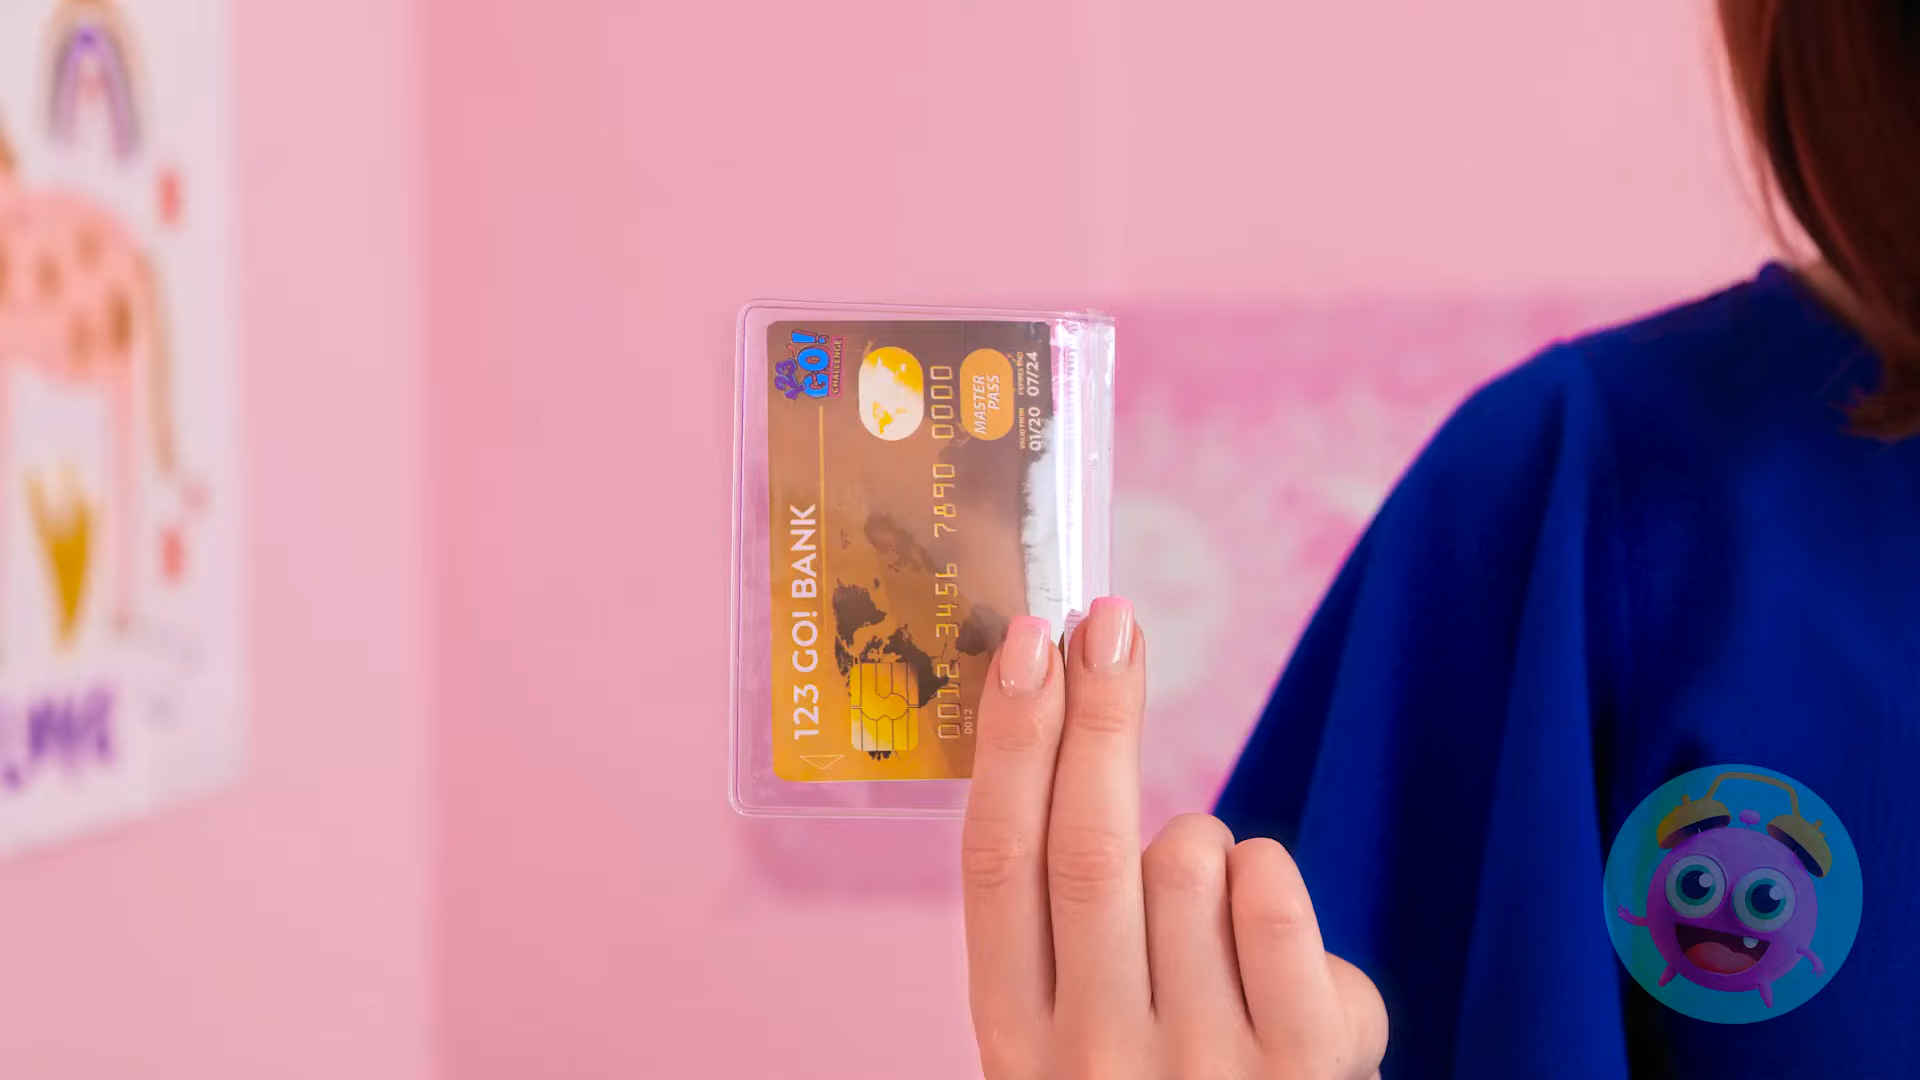 123 GO! BANK
123 GO!
CHALLENGE
0012 3456 7890 0000
0012
MASTER
PASS
VALID FROM
01/20
EXPIRES END
07/24